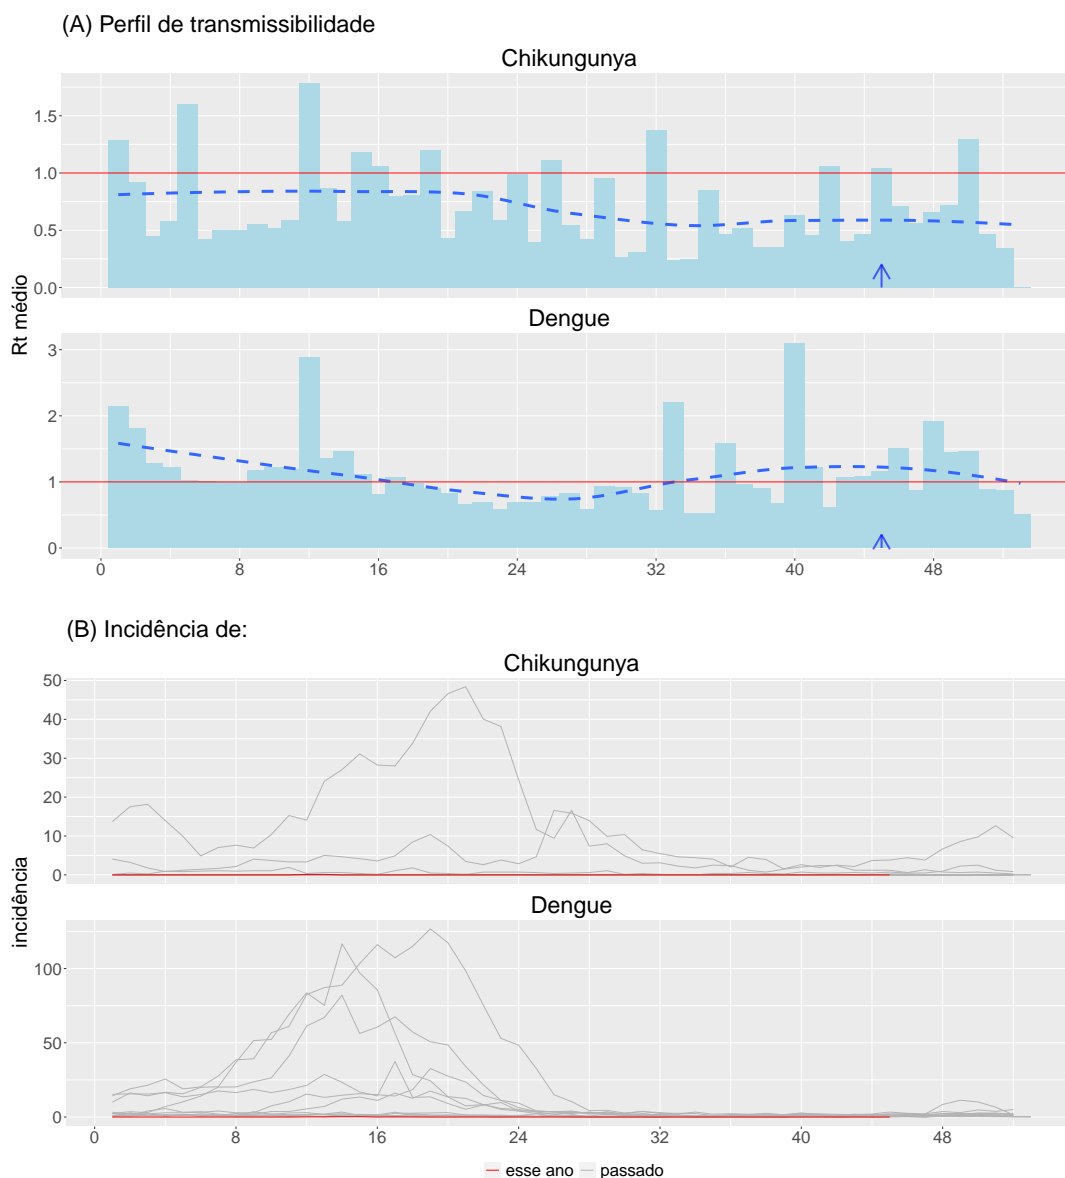 (A) Perfil de transmissibilidade
Chikungunya
1.5
1.0
0.5
0.0
Rt médio
Dengue
3
2
1
0
0 8 16 24 32 40 48
(B) Incidência de:
Chikungunya
50
40
30
20
10
0
incidência
Dengue
100
50
0
0 8 16 24 32 40 48
esse ano passado